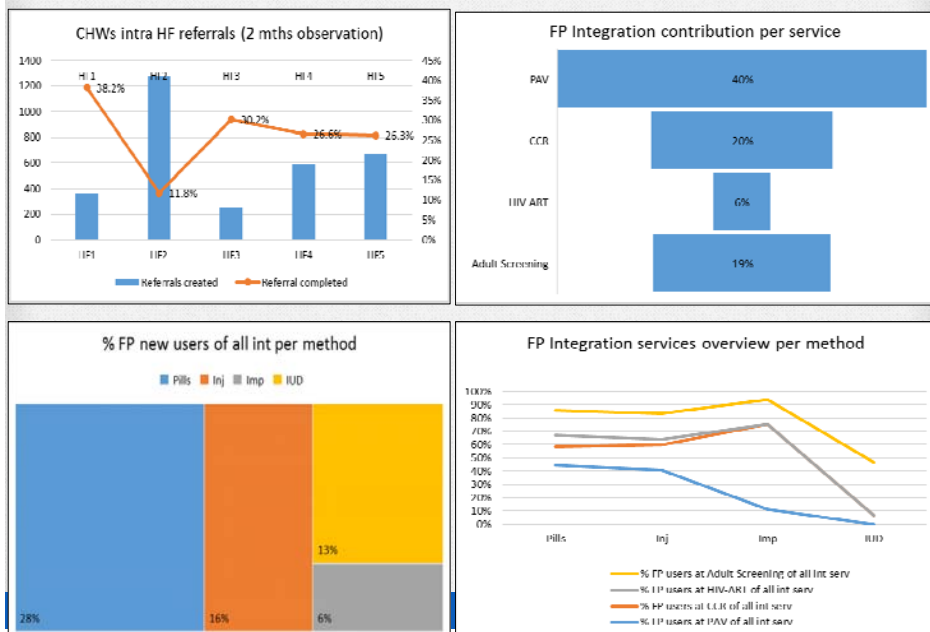 CHWs intra HF referrals (2 mths observation)
1400
1200
1000
800
600
400
200
0
45%
40%
35%
30%
25%
20%
15%
10%
5%
0%
HF1 HF2 HF3 HF4 HF5
38.2%
11.8%
30.2%
26.6%
26.3%
HF1 HF2 HF3 HF4 HF5
Referrals created Referral completed
FP Integration contribution per service
PAV 40%
CCR 20%
HIV ART 6%
Adult Screening 19%
% FP new users of all int per method
Pills Inj Imp IUD
28%
16%
13%
6%
FP Integration services overview per method
100%
90%
80%
70%
60%
50%
40%
30%
20%
10%
0%
Pills Inj Imp IUD
% FP users at Adult Screening of all int serv
% FP users at HIV-ART of all int serv
% FP users at CCR of all int serv
% FP users at PAV of all int serv